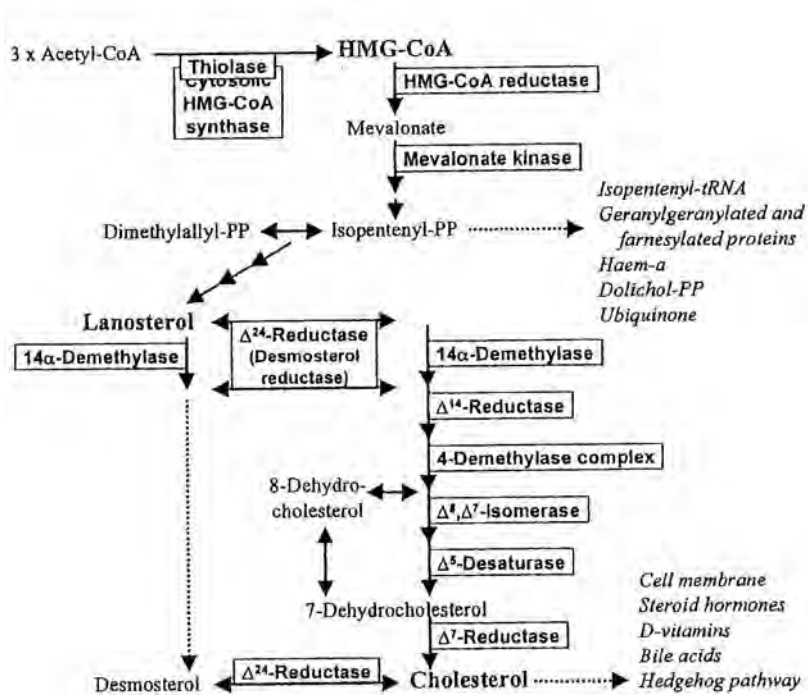 3 x Acetyl-CoA
HMG-CoA
Thiolase
Cytosolic
HMG-CoA
synthase
HMG-CoA reductase
Mevalonate
Mevalonate kinase
Dimethylallyl-PP
Isopentenyl-PP
Isopentenyl-tRNA
Geranylgeranylated and
farnesylated proteins
Haem-a
Dolichol-PP
Ubiquinone
Lanosterol
Δ²⁴-Reductase
(Desmosterol
reductase)
14α-Demethylase
14α-Demethylase
Δ¹⁴-Reductase
4-Demethylase complex
8-Dehydro-
cholesterol
Δ⁸,Δ⁷-Isomerase
Δ⁵-Desaturase
7-Dehydrocholesterol
Δ⁷-Reductase
Desmosterol
Δ²⁴-Reductase
Cholesterol
Cell membrane
Steroid hormones
D-vitamins
Bile acids
Hedgehog pathway